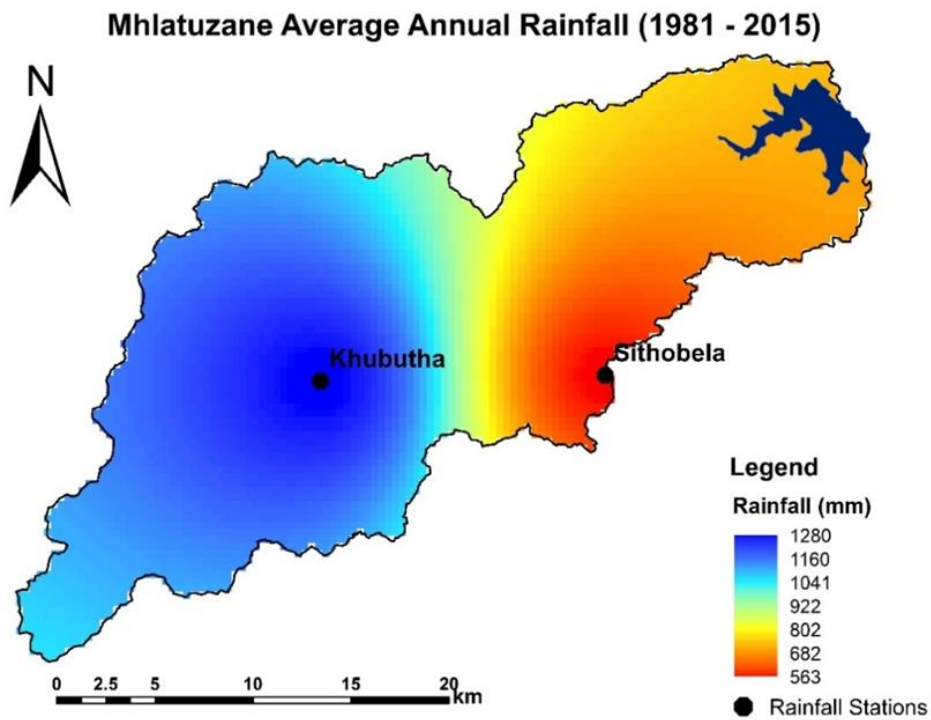 Mhlatuzane Average Annual Rainfall (1981 - 2015)
N
Khubutha
Sithobela
Legend
Rainfall (mm)
1280
1160
1041
922
802
682
563
0 2.5 5 10 15 20
km
Rainfall Stations